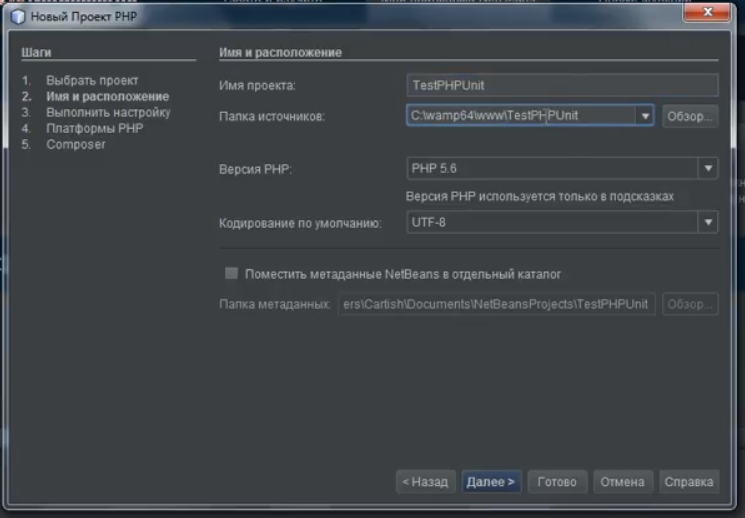 Новый Проект PHP
Шаги
1. Выбрать проект
2. Имя и расположение
3. Выполнить настройку
4. Платформы PHP
5. Composer
Имя и расположение
Имя проекта: TestPHPUnit
Папка источников: C:\wamp64\www\TestPHPUnit Обзор...
Версия PHP: PHP 5.6
Версия PHP используется только в подсказках
Кодирование по умолчанию: UTF-8
Поместить метаданные NetBeans в отдельный каталог
Папка метаданных: ers\Cartish\Documents\NetBeansProjects\TestPHPUnit Обзор...
< Назад Далее > Готово Отмена Справка